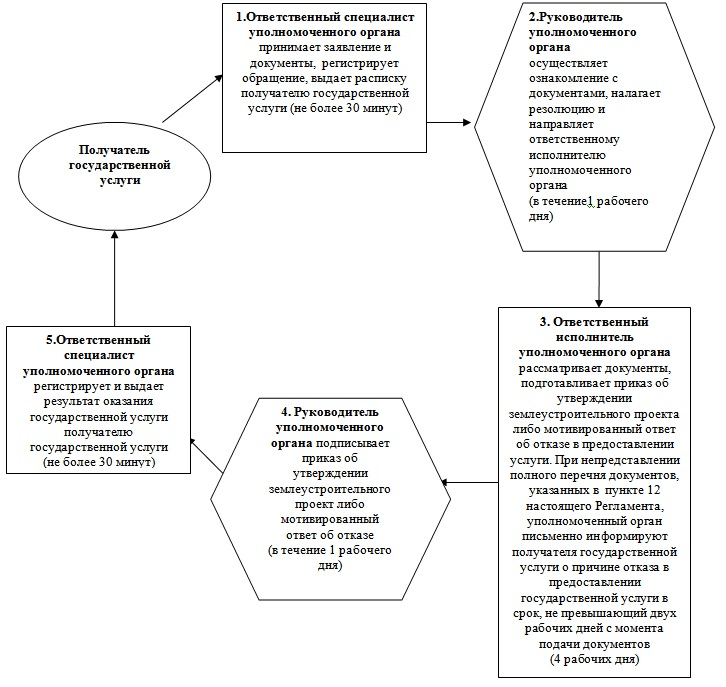 Получатель
государственной
услуги
1.Ответственный специалист
уполномоченного органа
принимает заявление и
документы, регистрирует
обращение, выдает расписку
получателю государственной
услуги (не более 30 минут)
2.Руководитель
уполномоченного
органа
осуществляет
ознакомление с
документами, налагает
резолюцию и
направляет
ответственному
исполнителю
уполномоченного
органа
(в течение1 рабочего
дня)
3. Ответственный
исполнитель
уполномоченного органа
рассматривает документы,
подготавливает приказ об
утверждении
землеустроительного проекта
либо мотивированный ответ
об отказе в предоставлении
услуги. При непредставлении
полного перечня документов,
указанных в пункте 12
настоящего Регламента,
уполномоченный орган
письменно информируют
получателя государственной
услуги о причине отказа в
предоставлении
государственной услуги в
срок, не превышающий двух
рабочих дней с момента
подачи документов
(4 рабочих дня)
4. Руководитель
уполномоченного
органа подписывает
приказ об
утверждении
землеустроительного
проект либо
мотивированный
ответ об отказе
(в течение 1 рабочего
дня)
5.Ответственный
специалист
уполномоченного органа
регистрирует и выдает
результат оказания
государственной услуги
получателю
государственной услуги
(не более 30 минут)